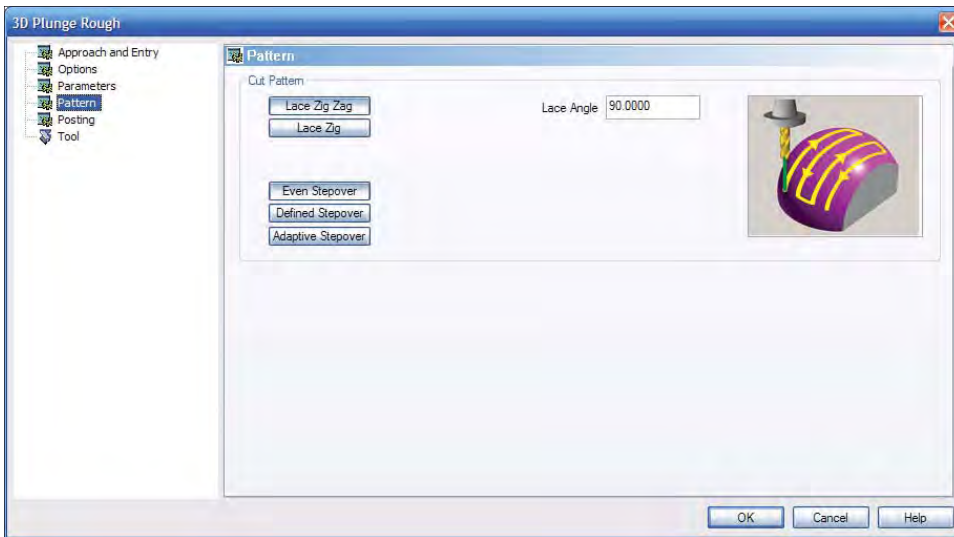 3D Plunge Rough
Approach and Entry
Options
Parameters
Pattern
Posting
Tool
Pattern
Cut Pattern
Lace Zig Zag
Lace Angle 90.0000
Lace Zig
Even Stepover
Defined Stepover
Adaptive Stepover
OK Cancel Help